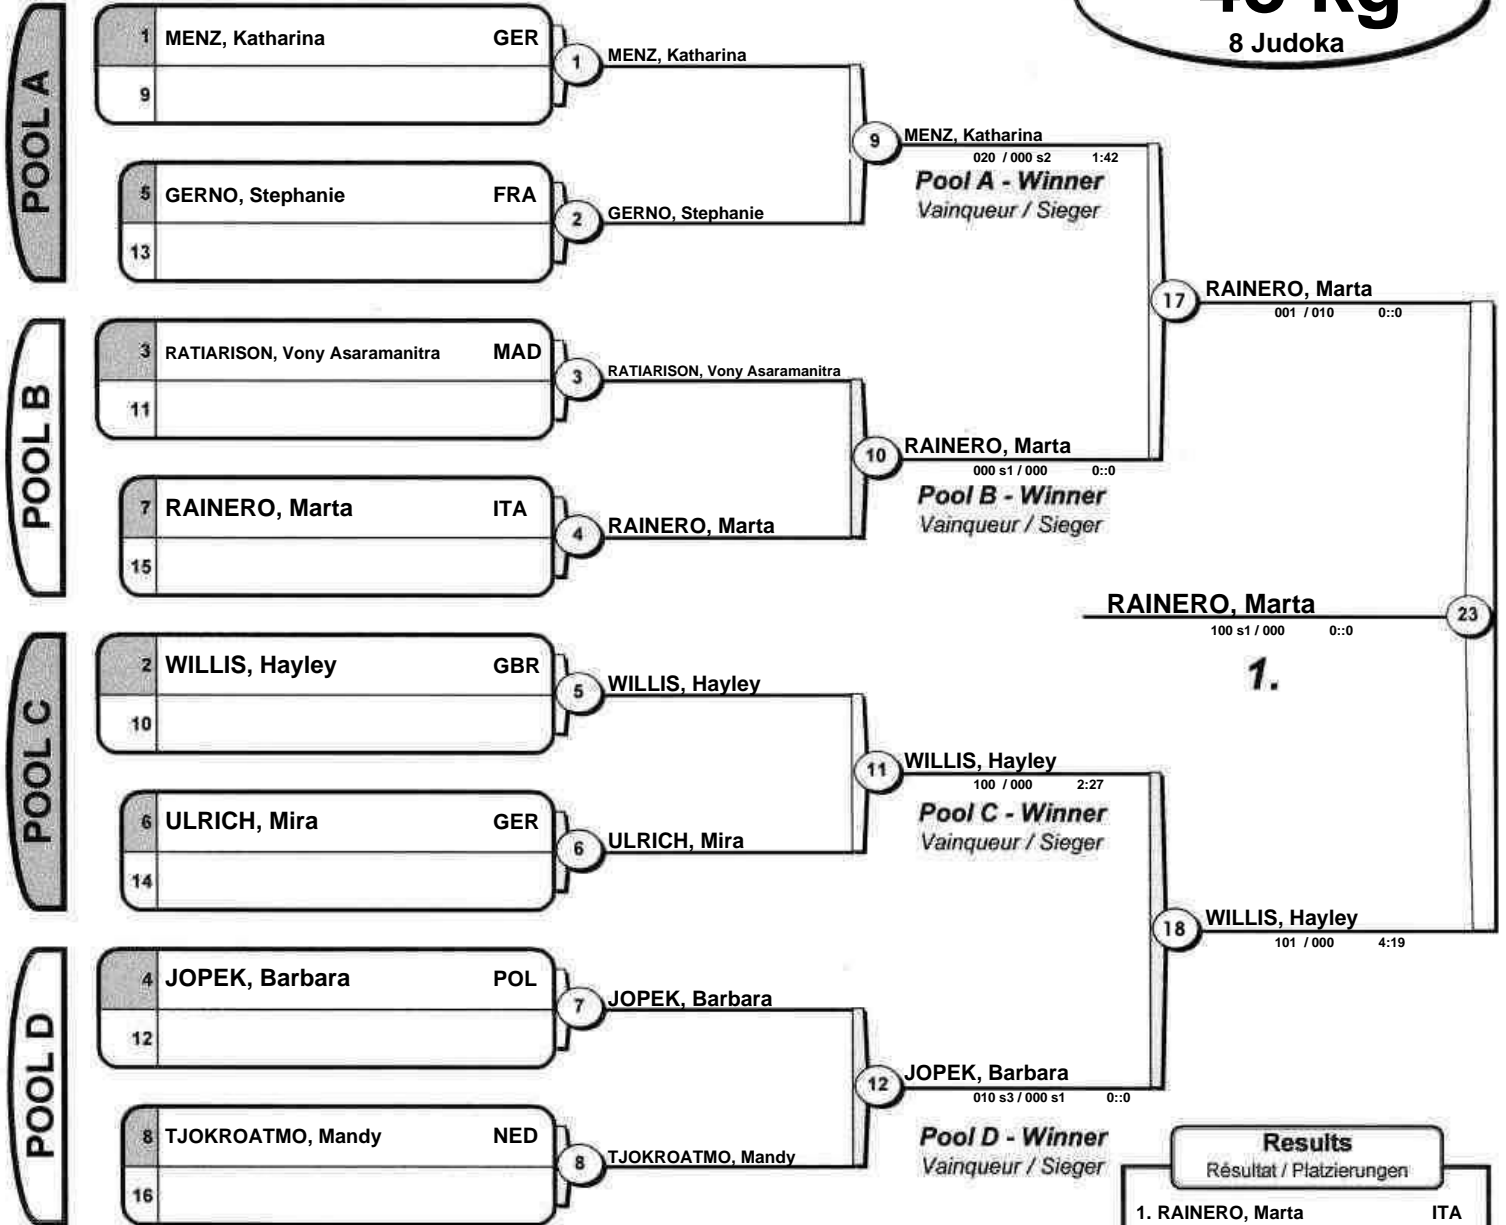 48 kg
8 Judoka
POOL A
1 MENZ, Katharina GER
9
1 MENZ, Katharina
5 GERNO, Stephanie FRA
13
2 GERNO, Stephanie
9 MENZ, Katharina
020 / 000 s2 1:42
Pool A - Winner
Vainqueur / Sieger
POOL B
3 RATIARISON, Vony Asaramanitra MAD
11
3 RATIARISON, Vony Asaramanitra
7 RAINERO, Marta ITA
15
4 RAINERO, Marta
10 RAINERO, Marta
000 s1 / 000 0::0
Pool B - Winner
Vainqueur / Sieger
17 RAINERO, Marta
001 / 010 0::0
RAINERO, Marta 23
100 s1 / 000 0::0
1.
POOL C
2 WILLIS, Hayley GBR
10
5 WILLIS, Hayley
6 ULRICH, Mira GER
14
6 ULRICH, Mira
11 WILLIS, Hayley
100 / 000 2:27
Pool C - Winner
Vainqueur / Sieger
18 WILLIS, Hayley
101 / 000 4:19
POOL D
4 JOPEK, Barbara POL
12
7 JOPEK, Barbara
8 TJOKROATMO, Mandy NED
16
8 TJOKROATMO, Mandy
12 JOPEK, Barbara
010 s3 / 000 s1 0::0
Pool D - Winner
Vainqueur / Sieger
Results
Résultat / Platzierungen
1. RAINERO, Marta ITA